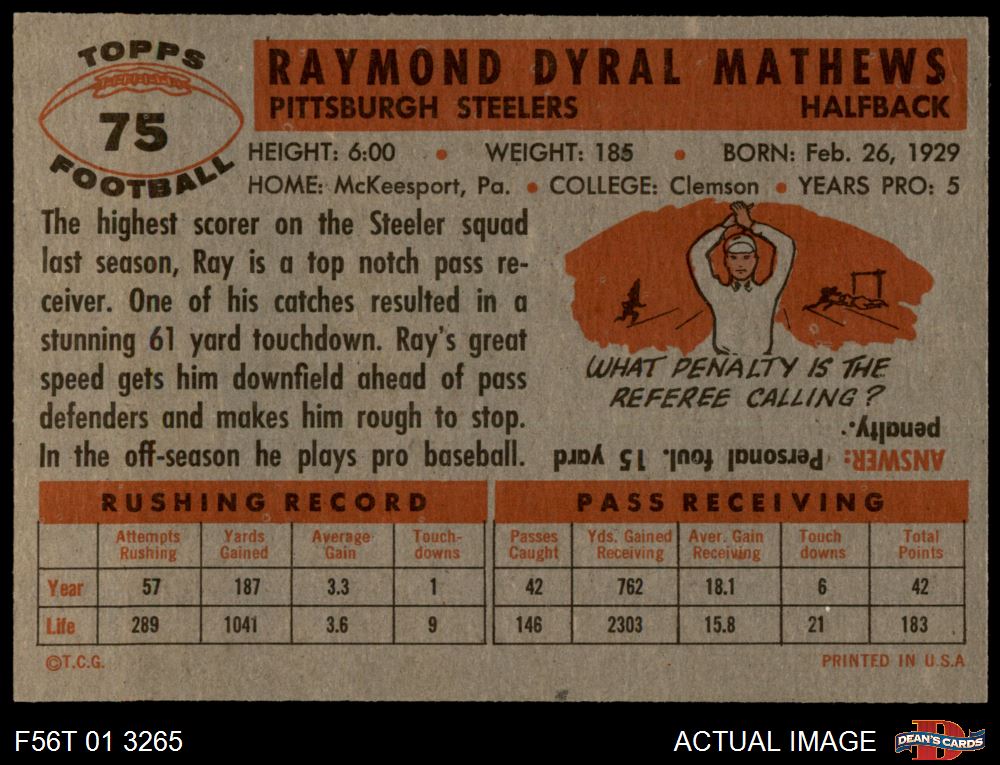 TOPPS
75
FOOTBALL
RAYMOND DYRAL MATHEWS
PITTSBURGH STEELERS HALFBACK
HEIGHT: 6:00 • WEIGHT: 185 • BORN: Feb. 26, 1929
HOME: McKeesport, Pa. • COLLEGE: Clemson • YEARS PRO: 5
The highest scorer on the Steeler squad
last season, Ray is a top notch pass re-
ceiver. One of his catches resulted in a
stunning 61 yard touchdown. Ray's great
speed gets him downfield ahead of pass
defenders and makes him rough to stop.
In the off-season he plays pro baseball.
WHAT PENALTY IS THE
REFEREE CALLING?
ANSWER: Personal foul. 15 yard
penalty.
RUSHING RECORD
Attempts Rushing Yards Gained Average Gain Touch-downs
Year 57 187 3.3 1
Life 289 1041 3.6 9
PASS RECEIVING
Passes Caught Yds. Gained Receiving Aver. Gain Receiving Touch downs Total Points
42 762 18.1 6 42
146 2303 15.8 21 183
©T.C.G. PRINTED IN U.S.A
F56T 01 3265 ACTUAL IMAGE DEAN'S CARDS